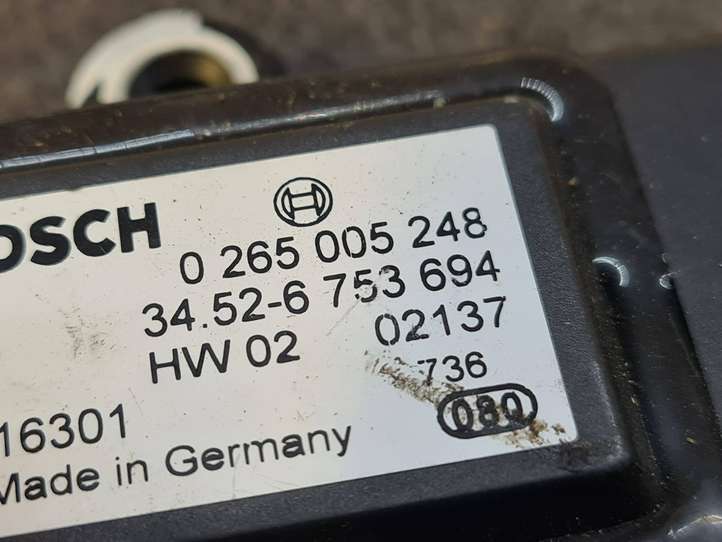 OSCH
0 265 005 248
34.52-6 753 694
HW 02 02137
736
16301 080
Made in Germany